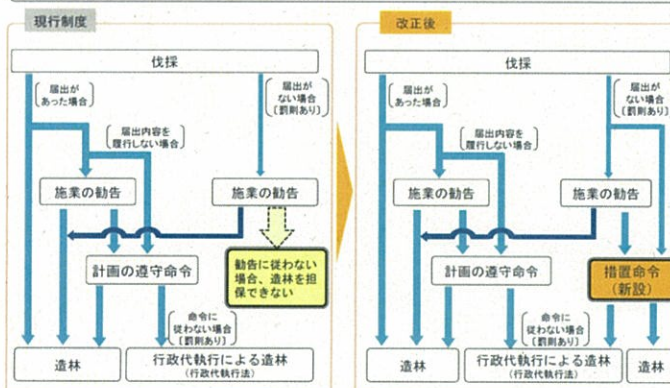 現行制度
伐採
届出が
あった場合
届出が
ない場合
[罰則あり]
届出内容を
履行しない場合
施業の勧告
施業の勧告
計画の遵守命令
勧告に従わない
場合、造林を担
保できない
命令に
従わない場合
[罰則あり]
造林
行政代執行による造林
(行政代執行法)
改正後
伐採
届出が
あった場合
届出が
ない場合
[罰則あり]
届出内容を
履行しない場合
施業の勧告
施業の勧告
計画の遵守命令
措置命令
(新設)
命令に
従わない場合
[罰則あり]
造林
行政代執行による造林
(行政代執行法)
造林